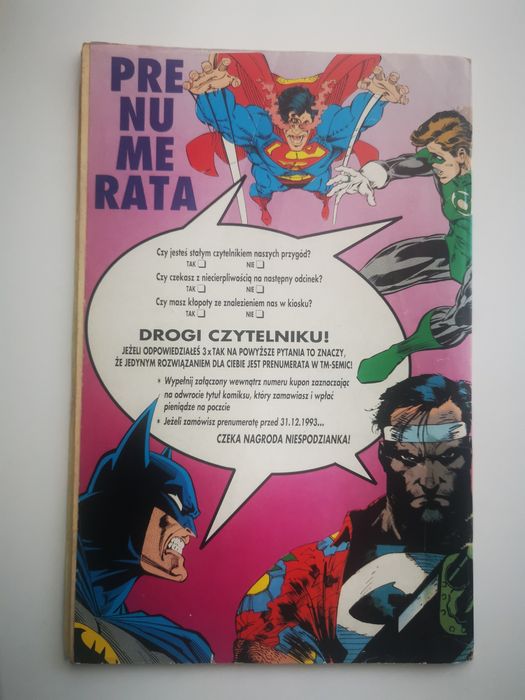 PRE
NU
ME
RATA
Czy jesteś stałym czytelnikiem naszych przygód?
TAK NIE
Czy czekasz z niecierpliwością na następny odcinek?
TAK NIE
Czy masz kłopoty ze znalezieniem nas w kiosku?
TAK NIE
DROGI CZYTELNIKU!
JEŻELI ODPOWIEDZIAŁEŚ 3xTAK NA POWYŻSZE PYTANIA TO ZNACZY,
ŻE JEDYNYM ROZWIĄZANIEM DLA CIEBIE JEST PRENUMERATA W TM-SEMIC!
* Wypełnij załączony wewnątrz numeru kupon zaznaczając
na odwrocie tytuł komiksu, który zamawiasz i wpłać
pieniądze na poczcie
* Jeżeli zamówisz prenumeratę przed 31.12.1993...
CZEKA NAGRODA NIESPODZIANKA!